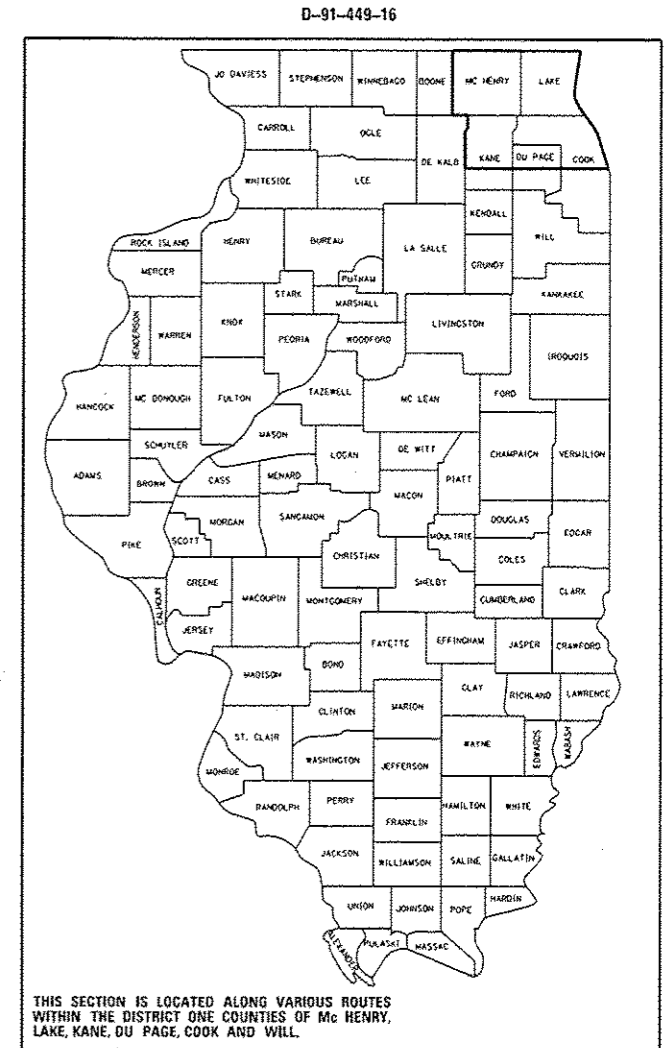 D-91-449-16
JO DAVIESS STEPHENSON WINNEBAGO BOONE MC HENRY LAKE
CARROLL OGLE
DE KALB KANE DU PAGE COOK
WHITESIDE LEE
KENDALL
ROCK ISLAND HENRY BUREAU LA SALLE WILL
MERCER PUTNAM GRUNDY
STARK MARSHALL KANKAKEE
HENDERSON WARREN KNOX PEORIA WOODFORD LIVINGSTON
IROQUOIS
HANCOCK MC DONOUGH FULTON TAZEWELL MC LEAN FORD
SCHUYLER MASON
ADAMS BROWN CASS MENARD LOGAN DE WITT CHAMPAIGN VERMILION
PIATT
MACON
PIKE SCOTT MORGAN SANGAMON DOUGLAS
MOULTRIE EDGAR
CHRISTIAN COLES
CALHOUN GREENE SHELBY
MACOUPIN MONTGOMERY CUMBERLAND CLARK
JERSEY
FAYETTE EFFINGHAM JASPER CRAWFORD
MADISON BOND
CLAY RICHLAND LAWRENCE
CLINTON MARION
ST. CLAIR WAYNE EDWARDS WABASH
MONROE WASHINGTON JEFFERSON
RANDOLPH PERRY HAMILTON WHITE
FRANKLIN
JACKSON WILLIAMSON SALINE GALLATIN
UNION JOHNSON POPE HARDIN
ALEXANDER PULASKI MASSAC
THIS SECTION IS LOCATED ALONG VARIOUS ROUTES
WITHIN THE DISTRICT ONE COUNTIES OF Mc HENRY,
LAKE, KANE, DU PAGE, COOK AND WILL.